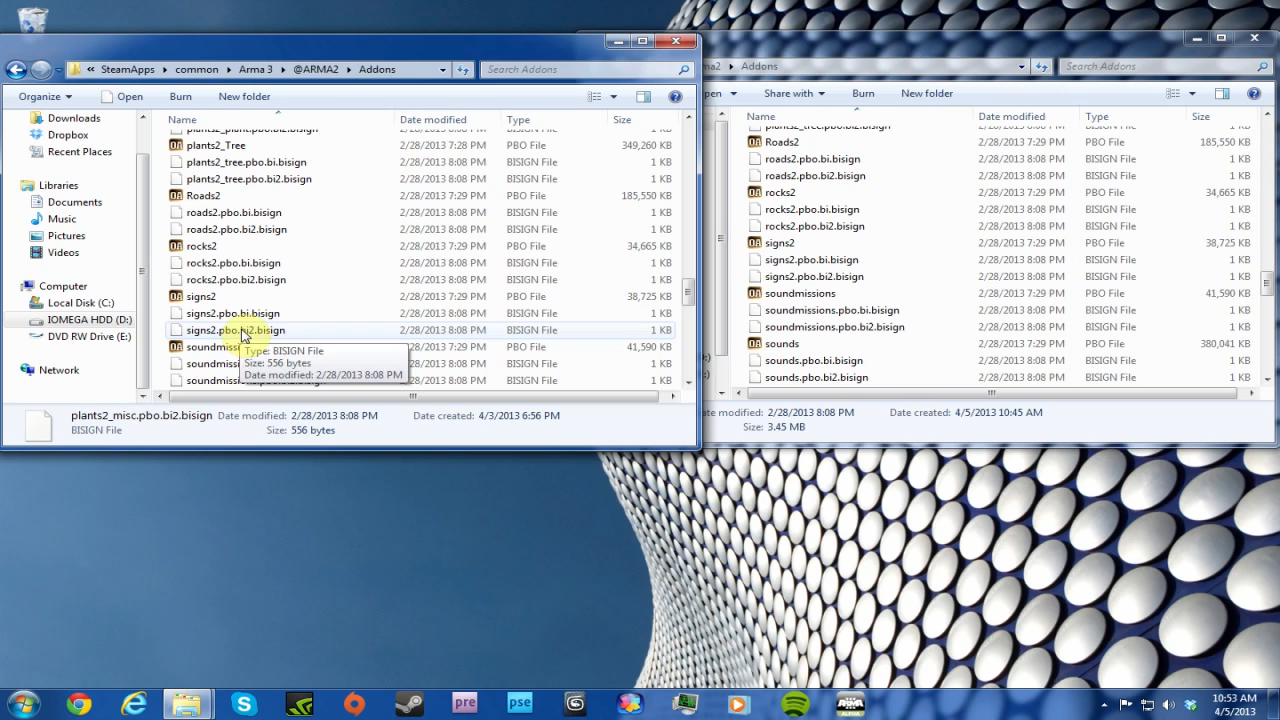 SteamApps ▸ common ▸ Arma 3 ▸ @ARMA2 ▸ Addons
Search Addons
Organize Open Burn New folder
Downloads
Dropbox
Recent Places
Libraries
Documents
Music
Pictures
Videos
Computer
Local Disk (C:)
IOMEGA HDD (D:)
DVD RW Drive (E:)
Network
Name Date modified Type Size
plants2_plant.pbo.bi2.bisign 2/28/2013 8:08 PM BISIGN File 1 KB
plants2_Tree 2/28/2013 7:29 PM PBO File 349,260 KB
plants2_tree.pbo.bi.bisign 2/28/2013 8:08 PM BISIGN File 1 KB
plants2_tree.pbo.bi2.bisign 2/28/2013 8:08 PM BISIGN File 1 KB
Roads2 2/28/2013 7:29 PM PBO File 185,550 KB
roads2.pbo.bi.bisign 2/28/2013 8:08 PM BISIGN File 1 KB
roads2.pbo.bi2.bisign 2/28/2013 8:08 PM BISIGN File 1 KB
rocks2 2/28/2013 7:29 PM PBO File 34,665 KB
rocks2.pbo.bi.bisign 2/28/2013 8:08 PM BISIGN File 1 KB
rocks2.pbo.bi2.bisign 2/28/2013 8:08 PM BISIGN File 1 KB
signs2 2/28/2013 7:29 PM PBO File 38,725 KB
signs2.pbo.bi.bisign 2/28/2013 8:08 PM BISIGN File 1 KB
signs2.pbo.bi2.bisign 2/28/2013 8:08 PM BISIGN File 1 KB
2/28/2013 7:29 PM PBO File 41,590 KB
2/28/2013 8:08 PM BISIGN File 1 KB
2/28/2013 8:08 PM BISIGN File 1 KB
Type: BISIGN File
Size: 556 bytes
Date modified: 2/28/2013 8:08 PM
plants2_misc.pbo.bi2.bisign Date modified: 2/28/2013 8:08 PM Date created: 4/3/2013 6:56 PM
BISIGN File Size: 556 bytes
Addons
Search Addons
Share with Burn New folder
Name Date modified Type Size
plants2_tree.pbo.bi2.bisign 2/28/2013 8:08 PM BISIGN File 1 KB
Roads2 2/28/2013 7:29 PM PBO File 185,550 KB
roads2.pbo.bi.bisign 2/28/2013 8:08 PM BISIGN File 1 KB
roads2.pbo.bi2.bisign 2/28/2013 8:08 PM BISIGN File 1 KB
rocks2 2/28/2013 7:29 PM PBO File 34,665 KB
rocks2.pbo.bi.bisign 2/28/2013 8:08 PM BISIGN File 1 KB
rocks2.pbo.bi2.bisign 2/28/2013 8:08 PM BISIGN File 1 KB
signs2 2/28/2013 7:29 PM PBO File 38,725 KB
signs2.pbo.bi.bisign 2/28/2013 8:08 PM BISIGN File 1 KB
signs2.pbo.bi2.bisign 2/28/2013 8:08 PM BISIGN File 1 KB
soundmissions 2/28/2013 7:29 PM PBO File 41,590 KB
soundmissions.pbo.bi.bisign 2/28/2013 8:08 PM BISIGN File 1 KB
soundmissions.pbo.bi2.bisign 2/28/2013 8:08 PM BISIGN File 1 KB
sounds 2/28/2013 7:29 PM PBO File 380,041 KB
sounds.pbo.bi.bisign 2/28/2013 8:08 PM BISIGN File 1 KB
sounds.pbo.bi2.bisign 2/28/2013 8:08 PM BISIGN File 1 KB
date modified: 2/28/2013 8:08 PM Date created: 4/5/2013 10:45 AM
Size: 3.45 MB
pre
pse
10:53 AM
4/5/2013